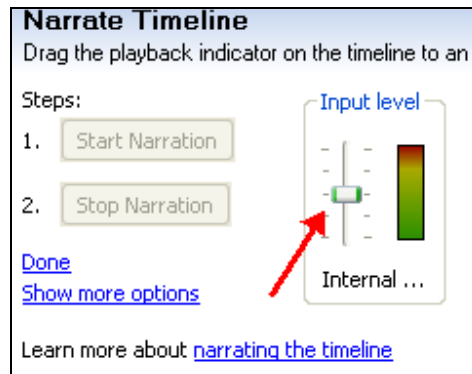 Narrate Timeline
Drag the playback indicator on the timeline to an
Steps:
Input level
1. Start Narration
2. Stop Narration
Done
Internal ...
Show more options
Learn more about narrating the timeline